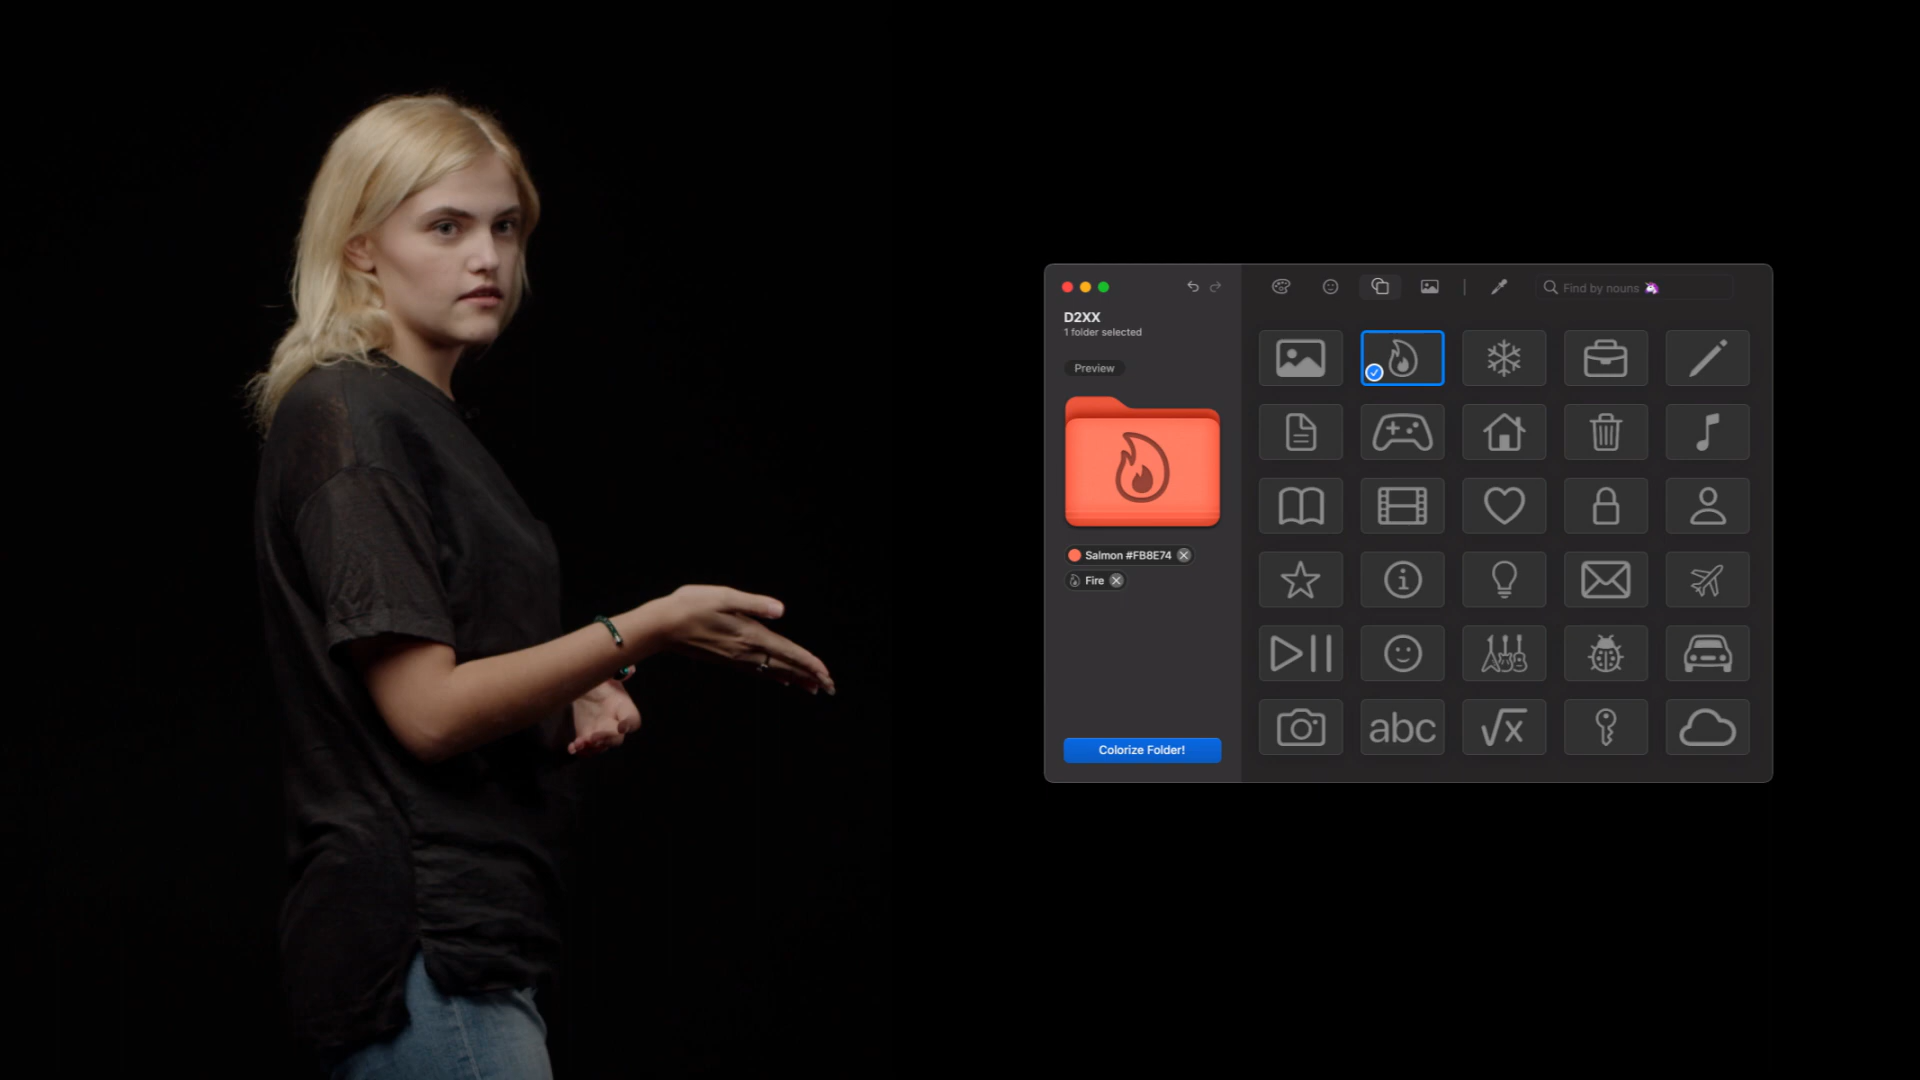 D2XX
1 folder selected
Preview
Salmon #FB8E74
Fire
Colorize Folder!
Find by nouns 🦄
abc
√x